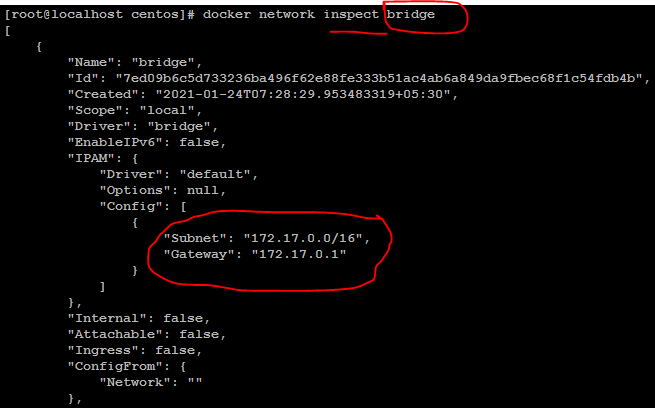 [root@localhost centos]# docker network inspect bridge
[
    {
        "Name": "bridge",
        "Id": "7ed09b6c5d733236ba496f62e88fe333b51ac4ab6a849da9fbec68f1c54fdb4b",
        "Created": "2021-01-24T07:28:29.953483319+05:30",
        "Scope": "local",
        "Driver": "bridge",
        "EnableIPv6": false,
        "IPAM": {
            "Driver": "default",
            "Options": null,
            "Config": [
                {
                    "Subnet": "172.17.0.0/16",
                    "Gateway": "172.17.0.1"
                }
            ]
        },
        "Internal": false,
        "Attachable": false,
        "Ingress": false,
        "ConfigFrom": {
            "Network": ""
        },